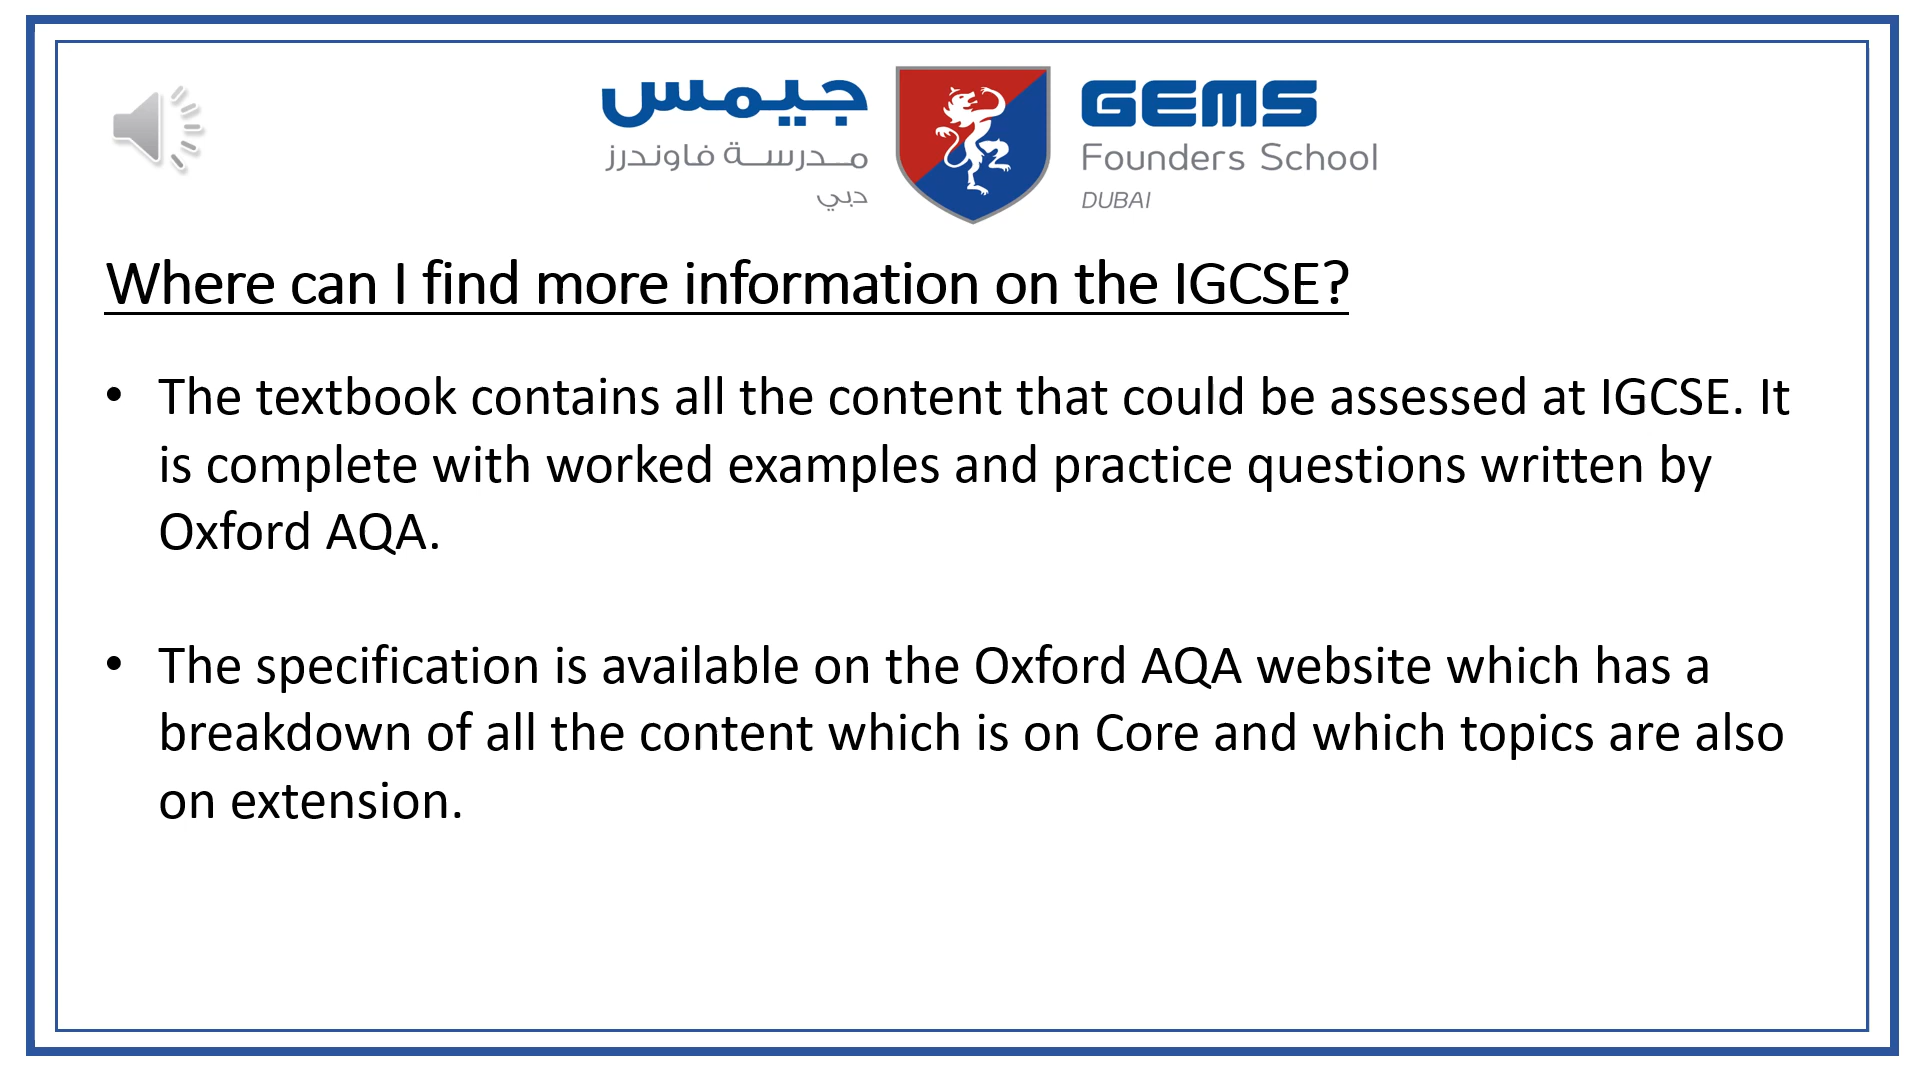 جيمس
مدرسة فاوندرز
دبي
GEMS
Founders School
DUBAI
Where can I find more information on the IGCSE?
• The textbook contains all the content that could be assessed at IGCSE. It
is complete with worked examples and practice questions written by
Oxford AQA.
• The specification is available on the Oxford AQA website which has a
breakdown of all the content which is on Core and which topics are also
on extension.